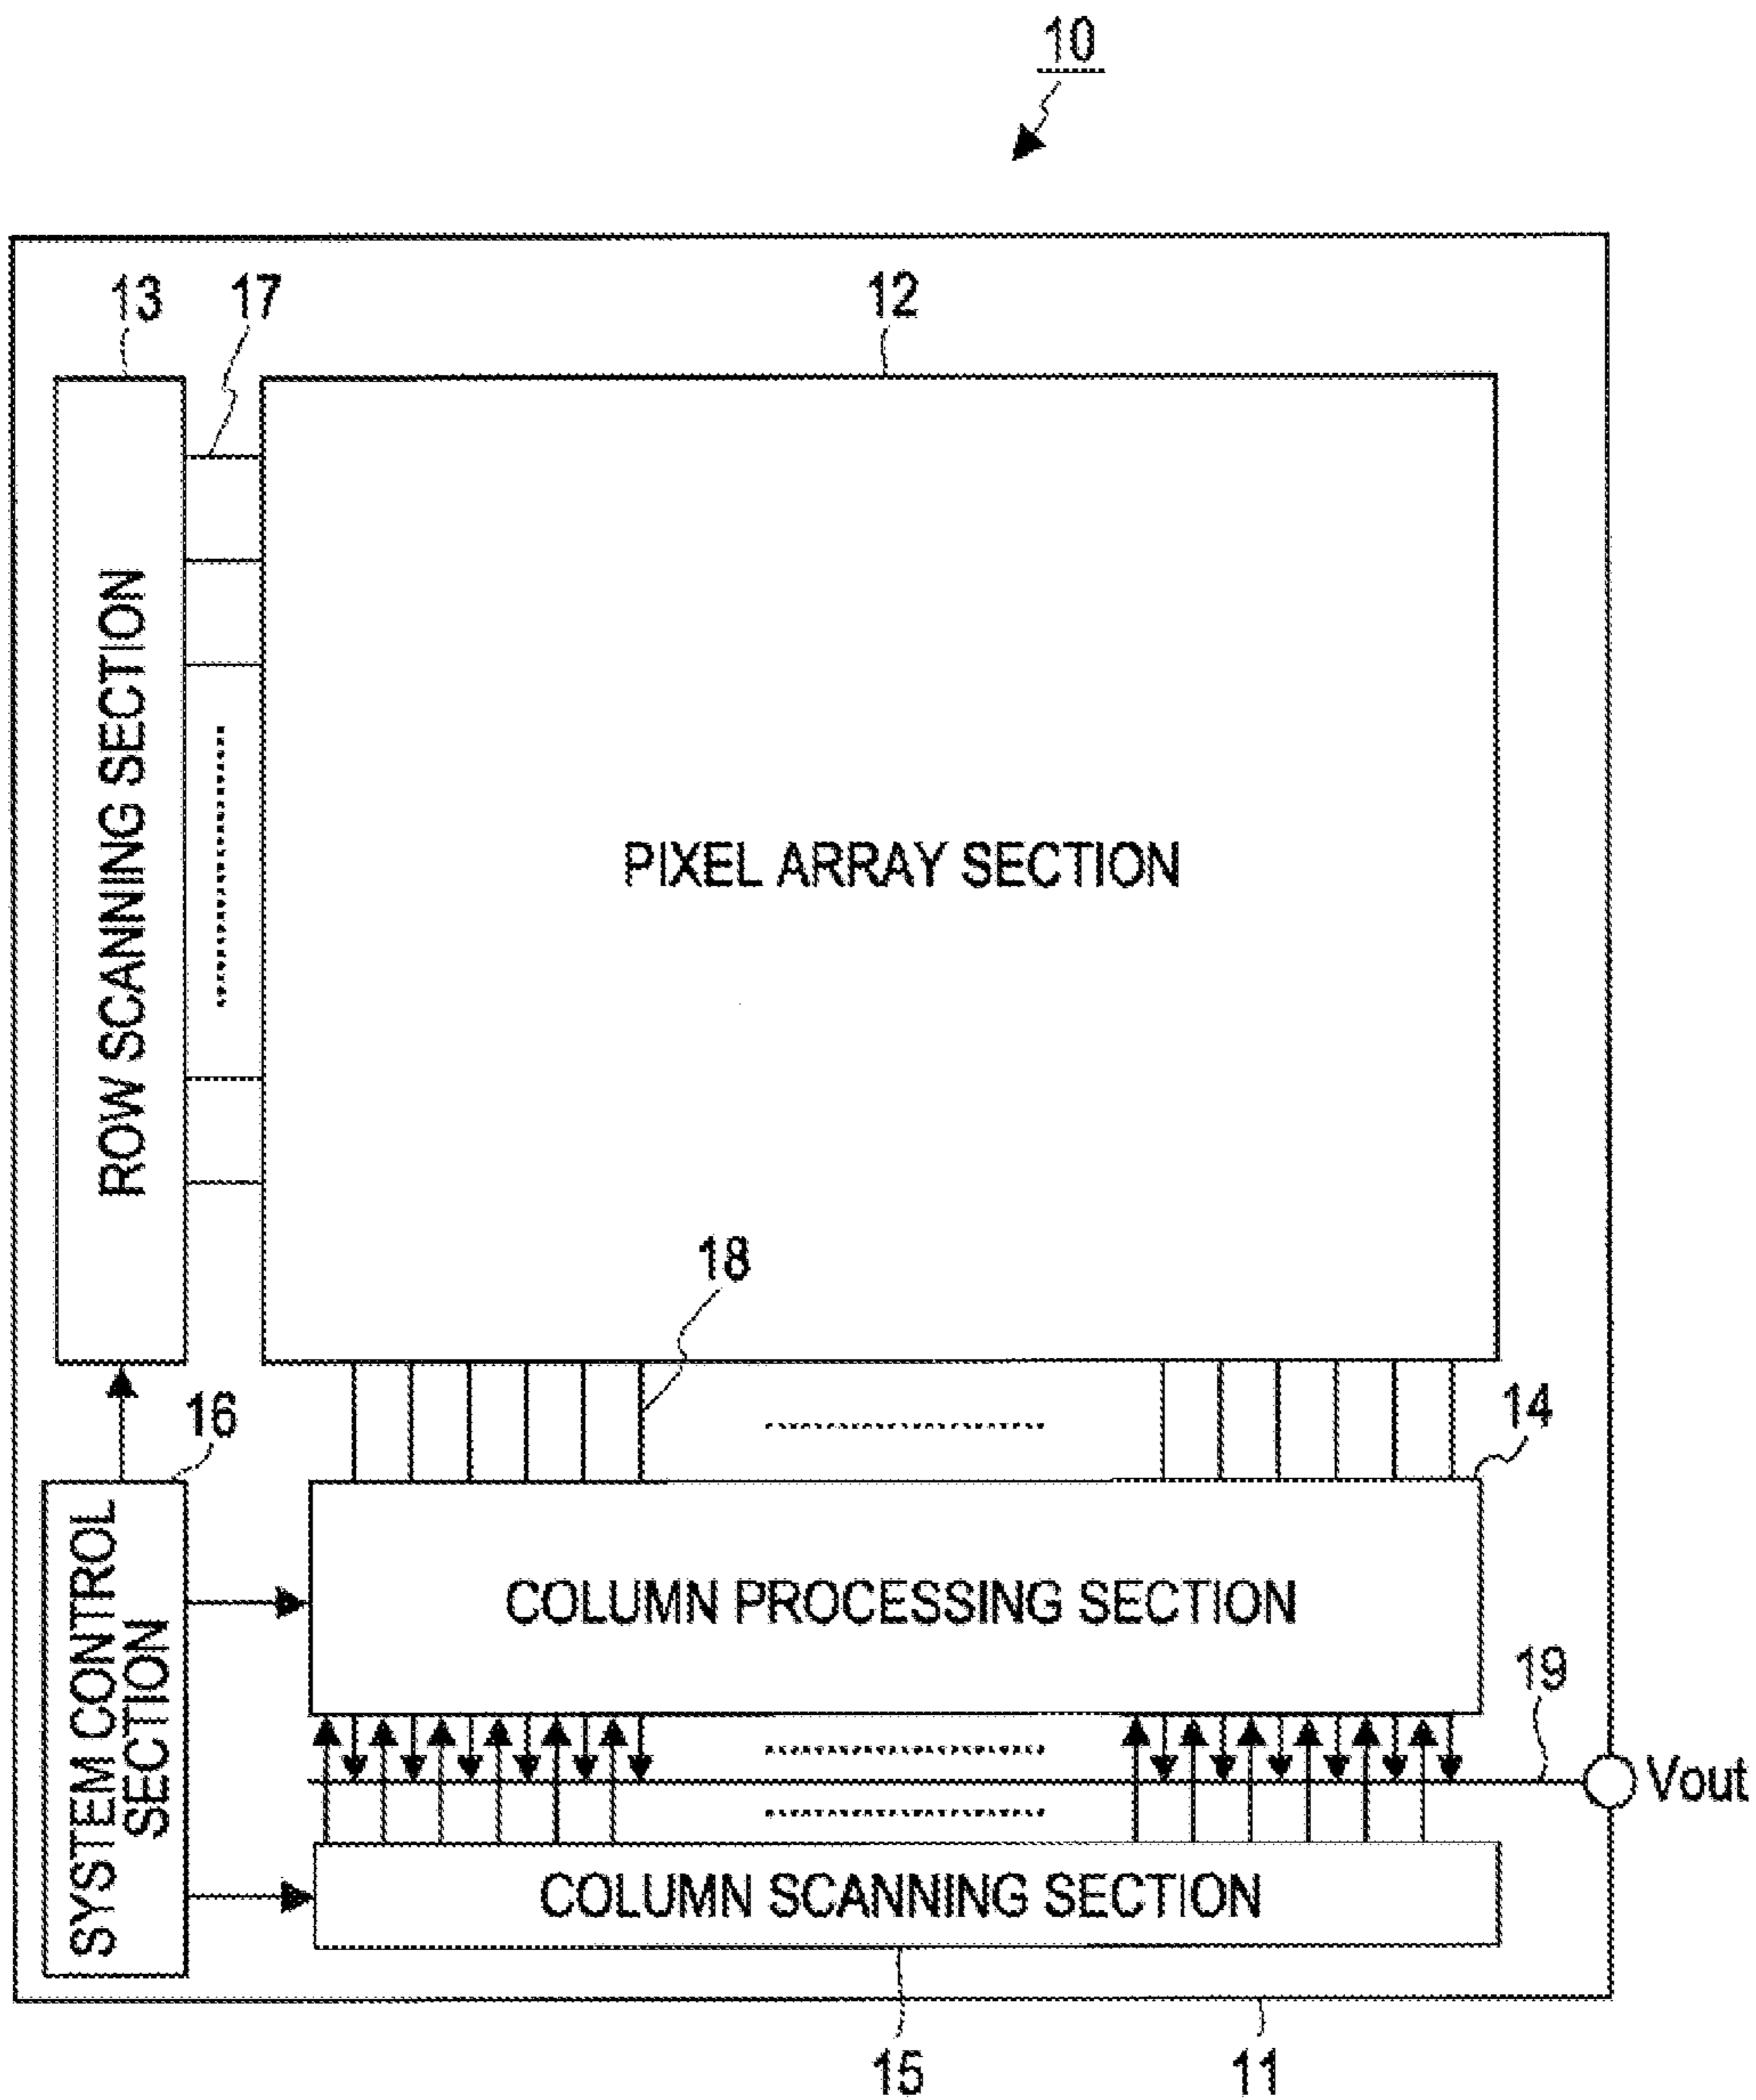 10
13
17
12
ROW SCANNING SECTION
PIXEL ARRAY SECTION
18
16
14
SYSTEM CONTROL
SECTION
COLUMN PROCESSING SECTION
19
Vout
COLUMN SCANNING SECTION
15
11